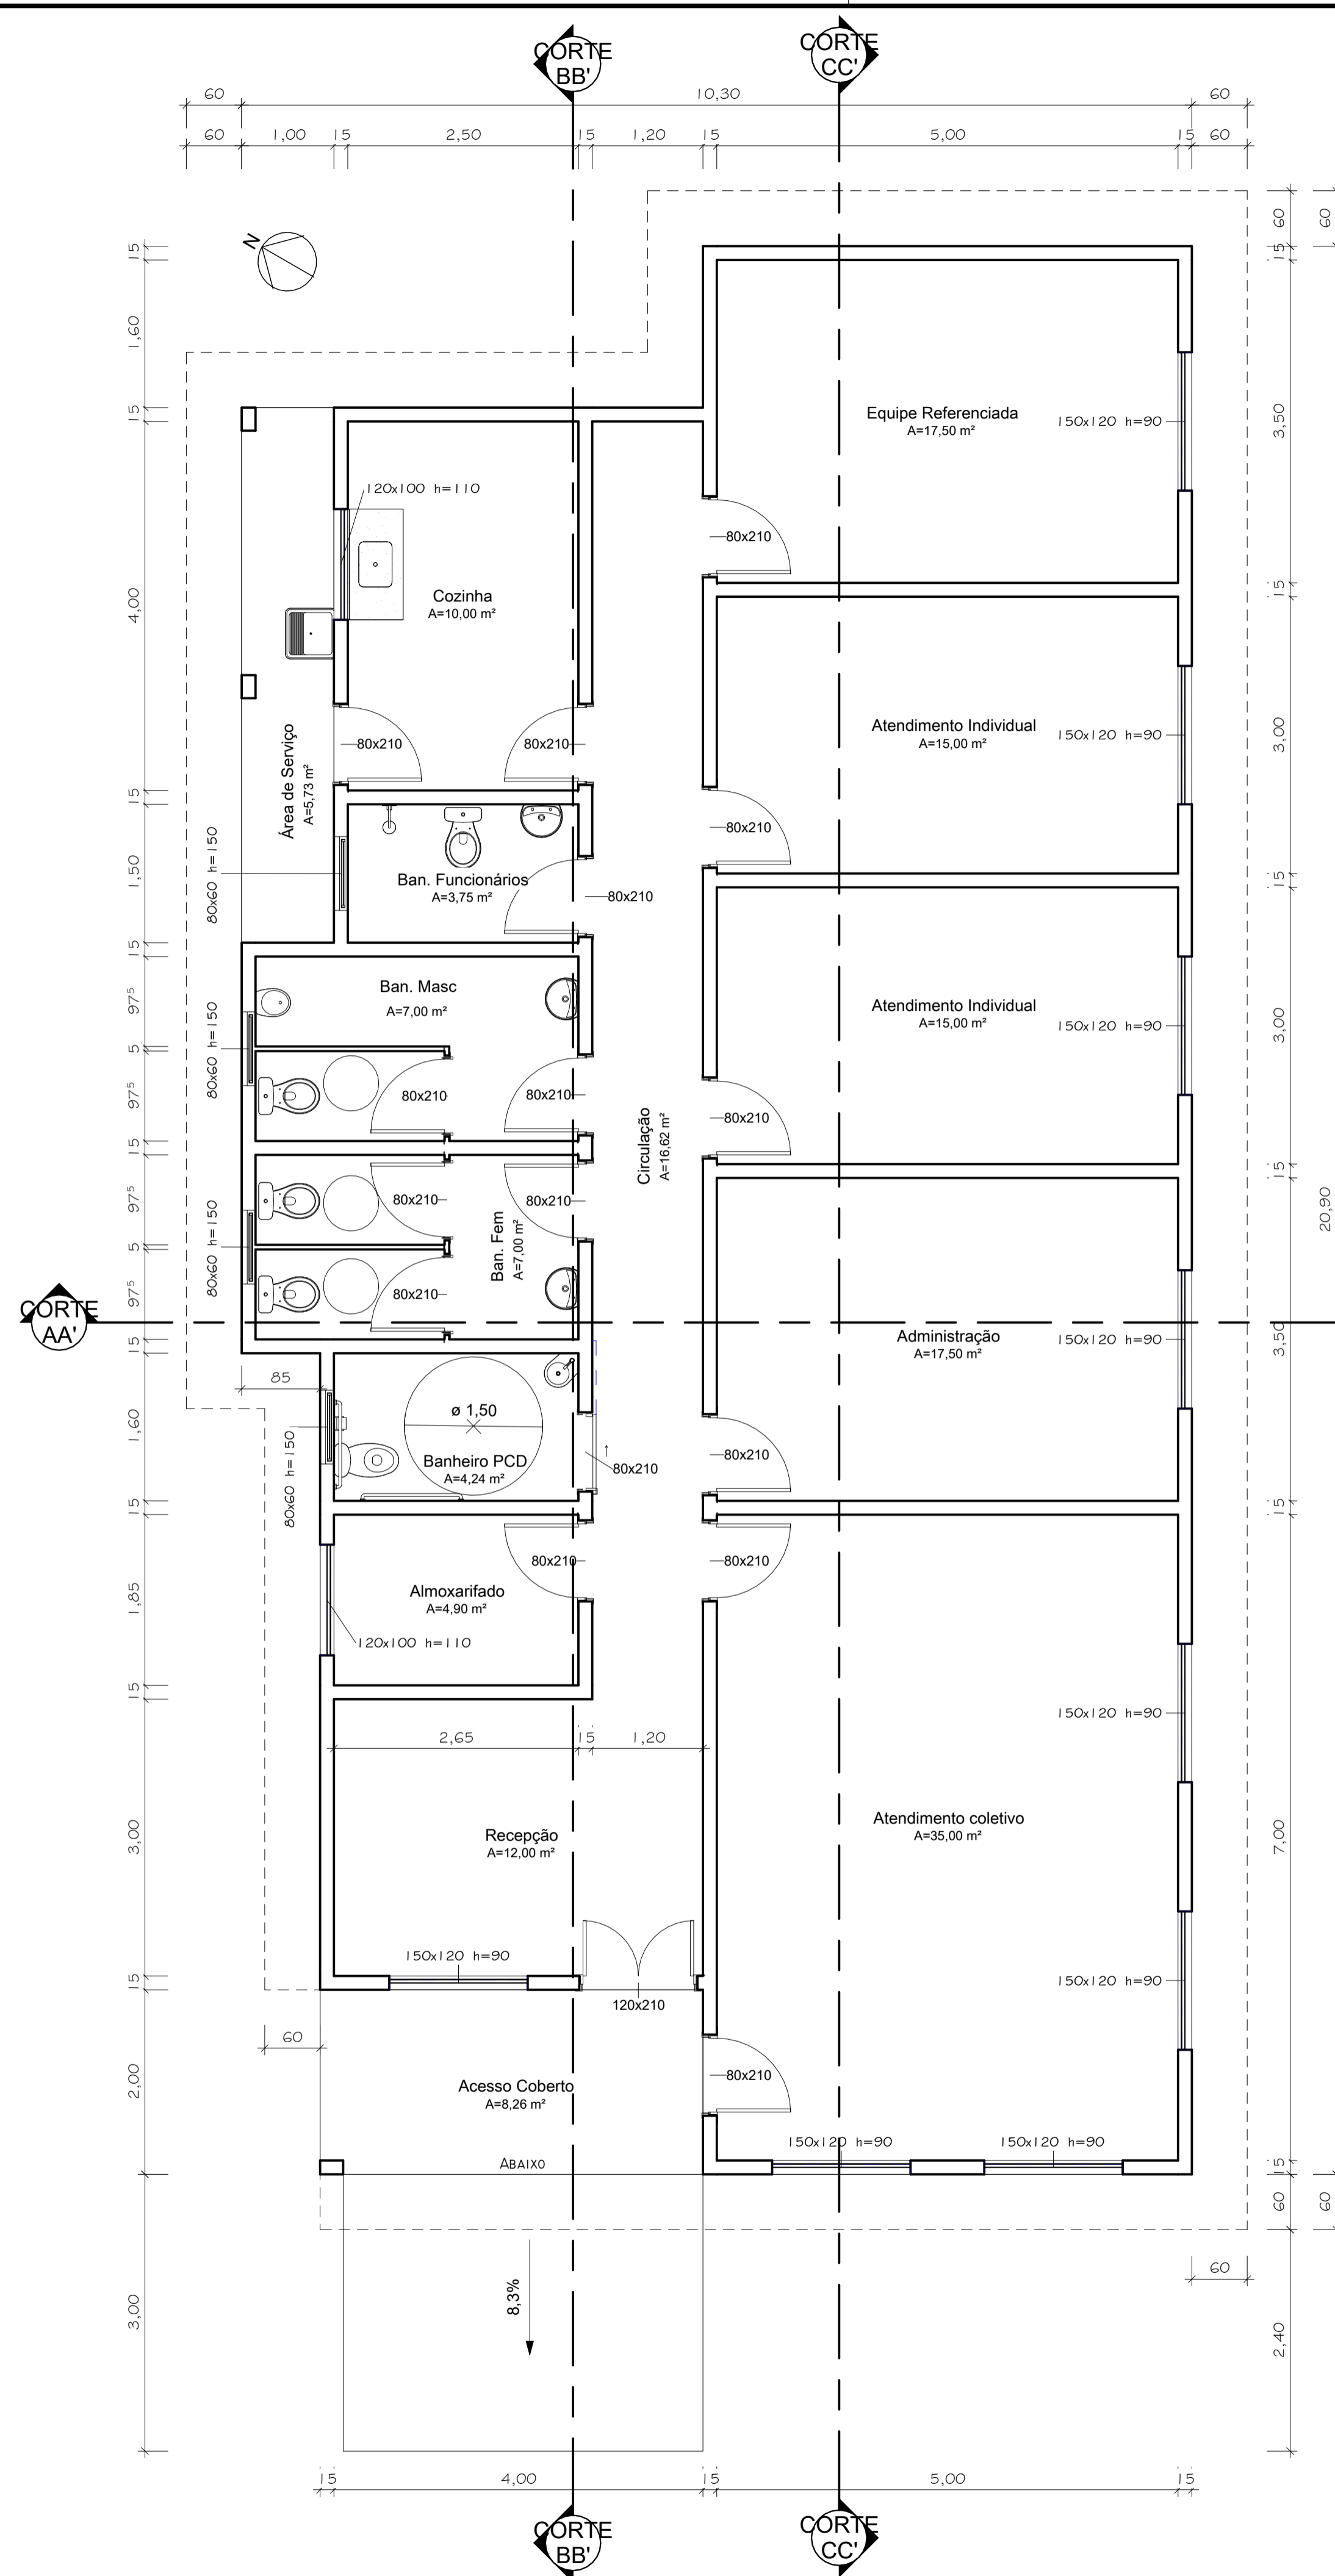 CORTE
BB'
CORTE
CC'
60
10,30
60
60
1,00
15
2,50
15
1,20
15
5,00
15
60
N
60
60
15
15
1,60
15
Equipe Referenciada
A=17,50 m²
150x120 h=90
3,50
15
120x100 h=110
80x210
4,00
Cozinha
A=10,00 m²
15
80x210
80x210
Área de Serviço
A=5,73 m²
Atendimento Individual
A=15,00 m²
150x120 h=90
3,00
15
80x210
80x60 h=150
1,50
Ban. Funcionários
A=3,75 m²
80x210
15
15
Ban. Masc
A=7,00 m²
Atendimento Individual
A=15,00 m²
150x120 h=90
3,00
975
80x60 h=150
5
975
80x210
80x210
80x210
Circulação
A=16,62 m²
15
15
975
80x210
80x210
80x60 h=150
5
Ban. Fem
A=7,00 m²
20,90
975
80x210
CORTE
AA'
Administração
A=17,50 m²
150x120 h=90
3,50
15
85
1,60
80x60 h=150
ø 1,50
Banheiro PCD
A=4,24 m²
80x210
80x210
15
15
80x210
80x210
1,85
Almoxarifado
A=4,90 m²
120x100 h=110
15
150x120 h=90
2,65
15
1,20
3,00
Recepção
A=12,00 m²
Atendimento coletivo
A=35,00 m²
7,00
150x120 h=90
15
150x120 h=90
120x210
60
2,00
Acesso Coberto
A=8,26 m²
80x210
150x120 h=90
150x120 h=90
ABAIXO
15
60
60
60
8,3%
3,00
2,40
15
4,00
15
5,00
15
CORTE
BB'
CORTE
CC'